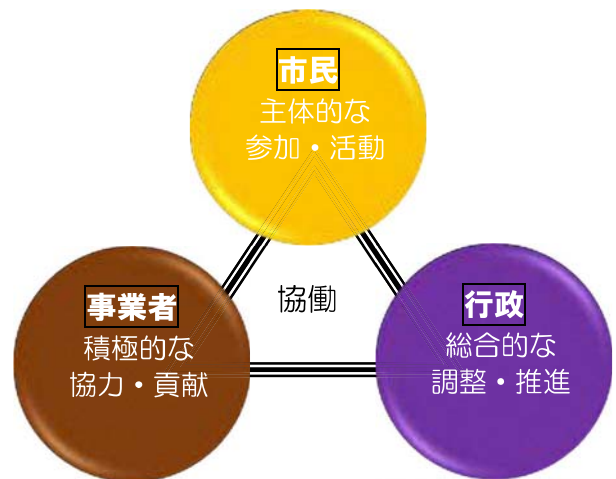 市民
主体的な
参加・活動
協働
事業者
積極的な
協力・貢献
行政
総合的な
調整・推進